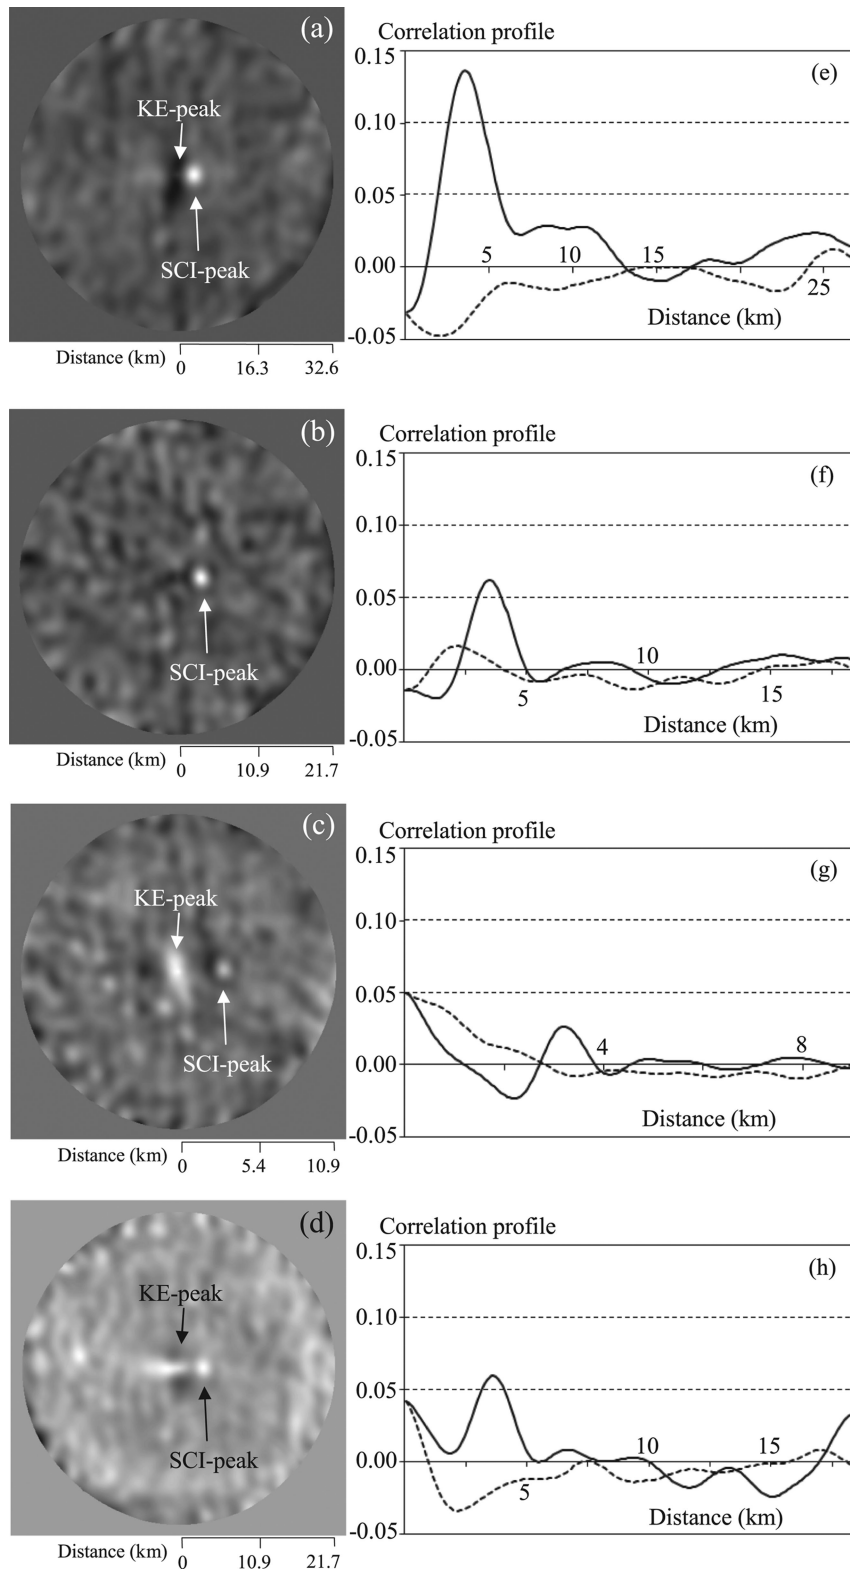 (a)
KE-peak
SCI-peak
Distance (km) 0 16.3 32.6
Correlation profile
0.15
(e)
0.10
0.05
5 10 15
0.00
25
Distance (km)
-0.05
(b)
SCI-peak
Distance (km) 0 10.9 21.7
Correlation profile
0.15
(f)
0.10
0.05
10
0.00
5 15
Distance (km)
-0.05
(c)
KE-peak
SCI-peak
Distance (km) 0 5.4 10.9
Correlation profile
0.15
(g)
0.10
0.05
4 8
0.00
Distance (km)
-0.05
(d)
KE-peak
SCI-peak
Distance (km) 0 10.9 21.7
Correlation profile
0.15
(h)
0.10
0.05
10 15
0.00
5
Distance (km)
-0.05